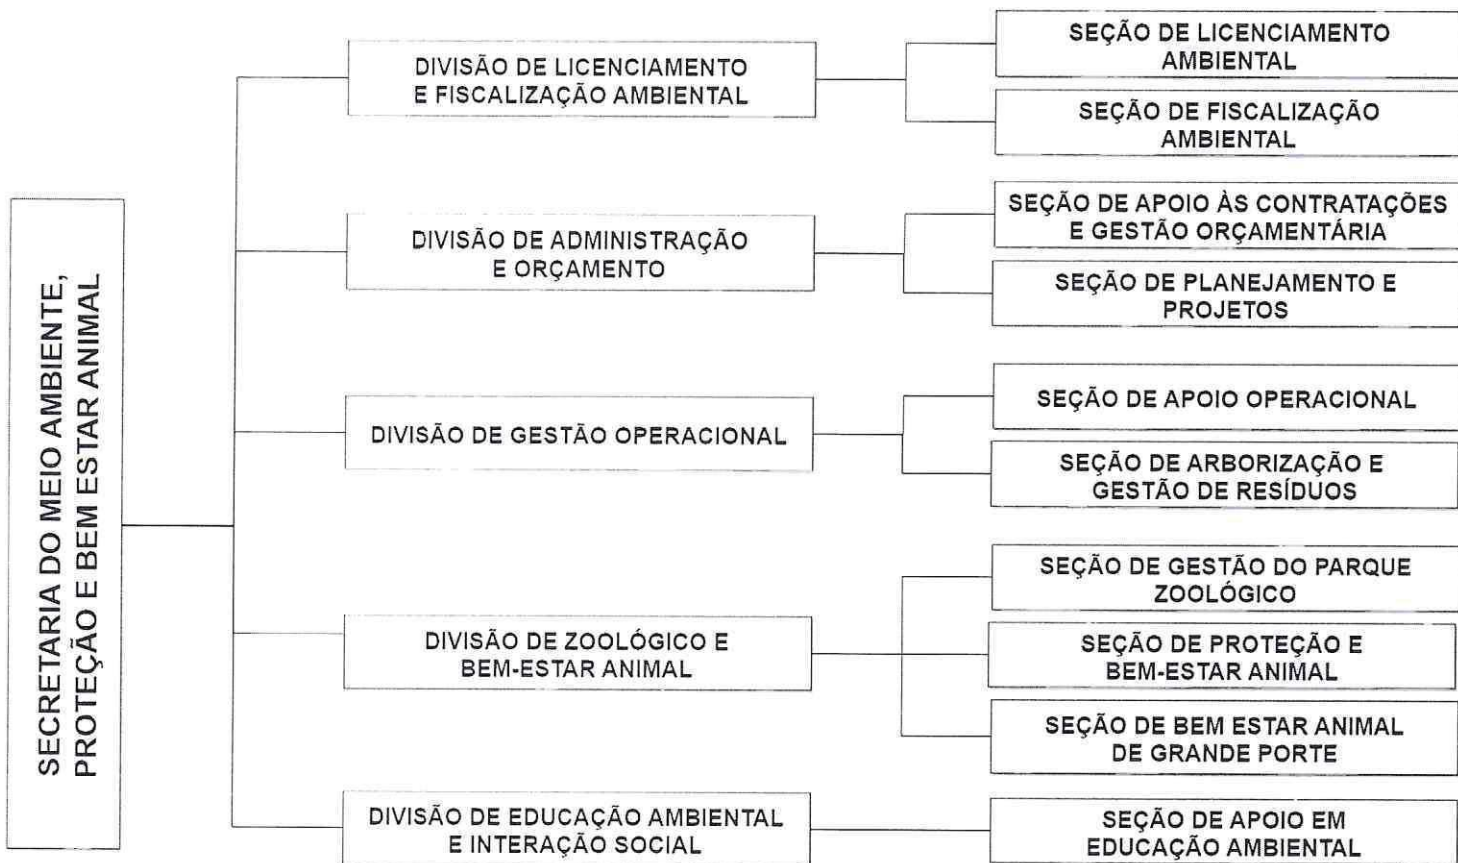 SECRETARIA DO MEIO AMBIENTE,
PROTEÇÃO E BEM ESTAR ANIMAL
DIVISÃO DE LICENCIAMENTO
E FISCALIZAÇÃO AMBIENTAL
SEÇÃO DE LICENCIAMENTO
AMBIENTAL
SEÇÃO DE FISCALIZAÇÃO
AMBIENTAL
DIVISÃO DE ADMINISTRAÇÃO
E ORÇAMENTO
SEÇÃO DE APOIO ÀS CONTRATAÇÕES
E GESTÃO ORÇAMENTÁRIA
SEÇÃO DE PLANEJAMENTO E
PROJETOS
DIVISÃO DE GESTÃO OPERACIONAL
SEÇÃO DE APOIO OPERACIONAL
SEÇÃO DE ARBORIZAÇÃO E
GESTÃO DE RESÍDUOS
DIVISÃO DE ZOOLÓGICO E
BEM-ESTAR ANIMAL
SEÇÃO DE GESTÃO DO PARQUE
ZOOLÓGICO
SEÇÃO DE PROTEÇÃO E
BEM-ESTAR ANIMAL
SEÇÃO DE BEM ESTAR ANIMAL
DE GRANDE PORTE
DIVISÃO DE EDUCAÇÃO AMBIENTAL
E INTERAÇÃO SOCIAL
SEÇÃO DE APOIO EM
EDUCAÇÃO AMBIENTAL